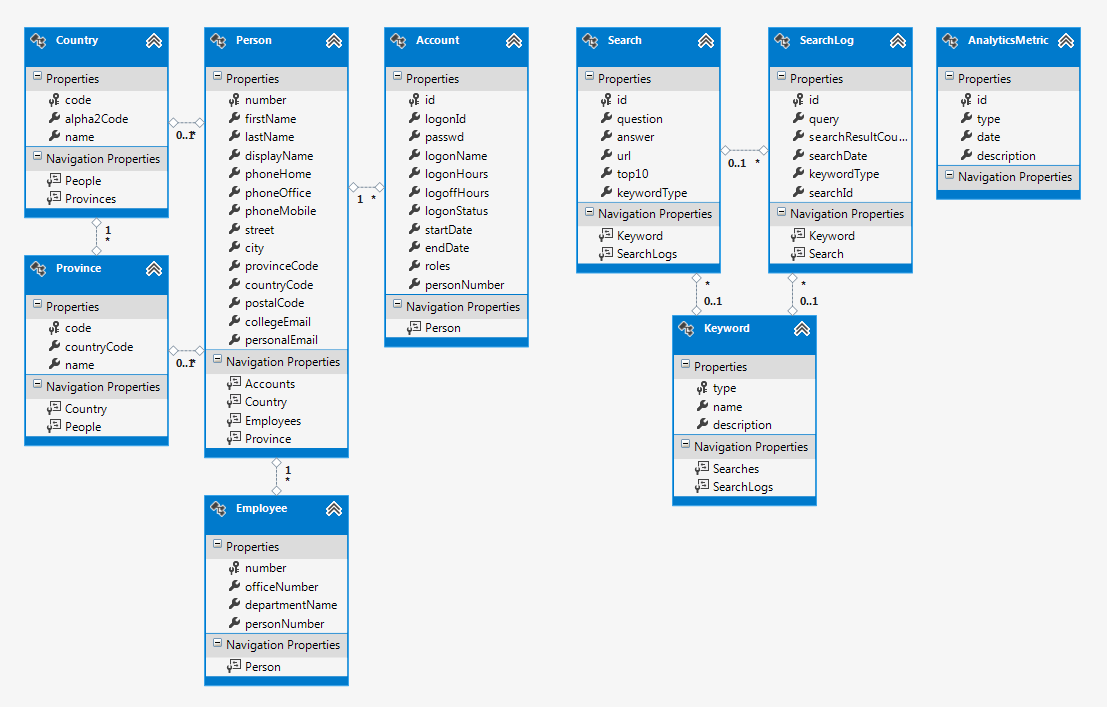 Country
Properties
code
alpha2Code
name
Navigation Properties
People
Provinces
0..1
*
1
*
Province
Properties
code
countryCode
name
Navigation Properties
Country
People
0..1
*
Person
Properties
number
firstName
lastName
displayName
phoneHome
phoneOffice
phoneMobile
street
city
provinceCode
countryCode
postalCode
collegeEmail
personalEmail
Navigation Properties
Accounts
Country
Employees
Province
1 *
1
*
Employee
Properties
number
officeNumber
departmentName
personNumber
Navigation Properties
Person
Account
Properties
id
logonId
passwd
logonName
logonHours
logoffHours
logonStatus
startDate
endDate
roles
personNumber
Navigation Properties
Person
Search
Properties
id
question
answer
url
top10
keywordType
Navigation Properties
Keyword
SearchLogs
0..1 *
*
0..1
SearchLog
Properties
id
query
searchResultCou...
searchDate
keywordType
searchId
Navigation Properties
Keyword
Search
*
0..1
Keyword
Properties
type
name
description
Navigation Properties
Searches
SearchLogs
AnalyticsMetric
Properties
id
type
date
description
Navigation Properties